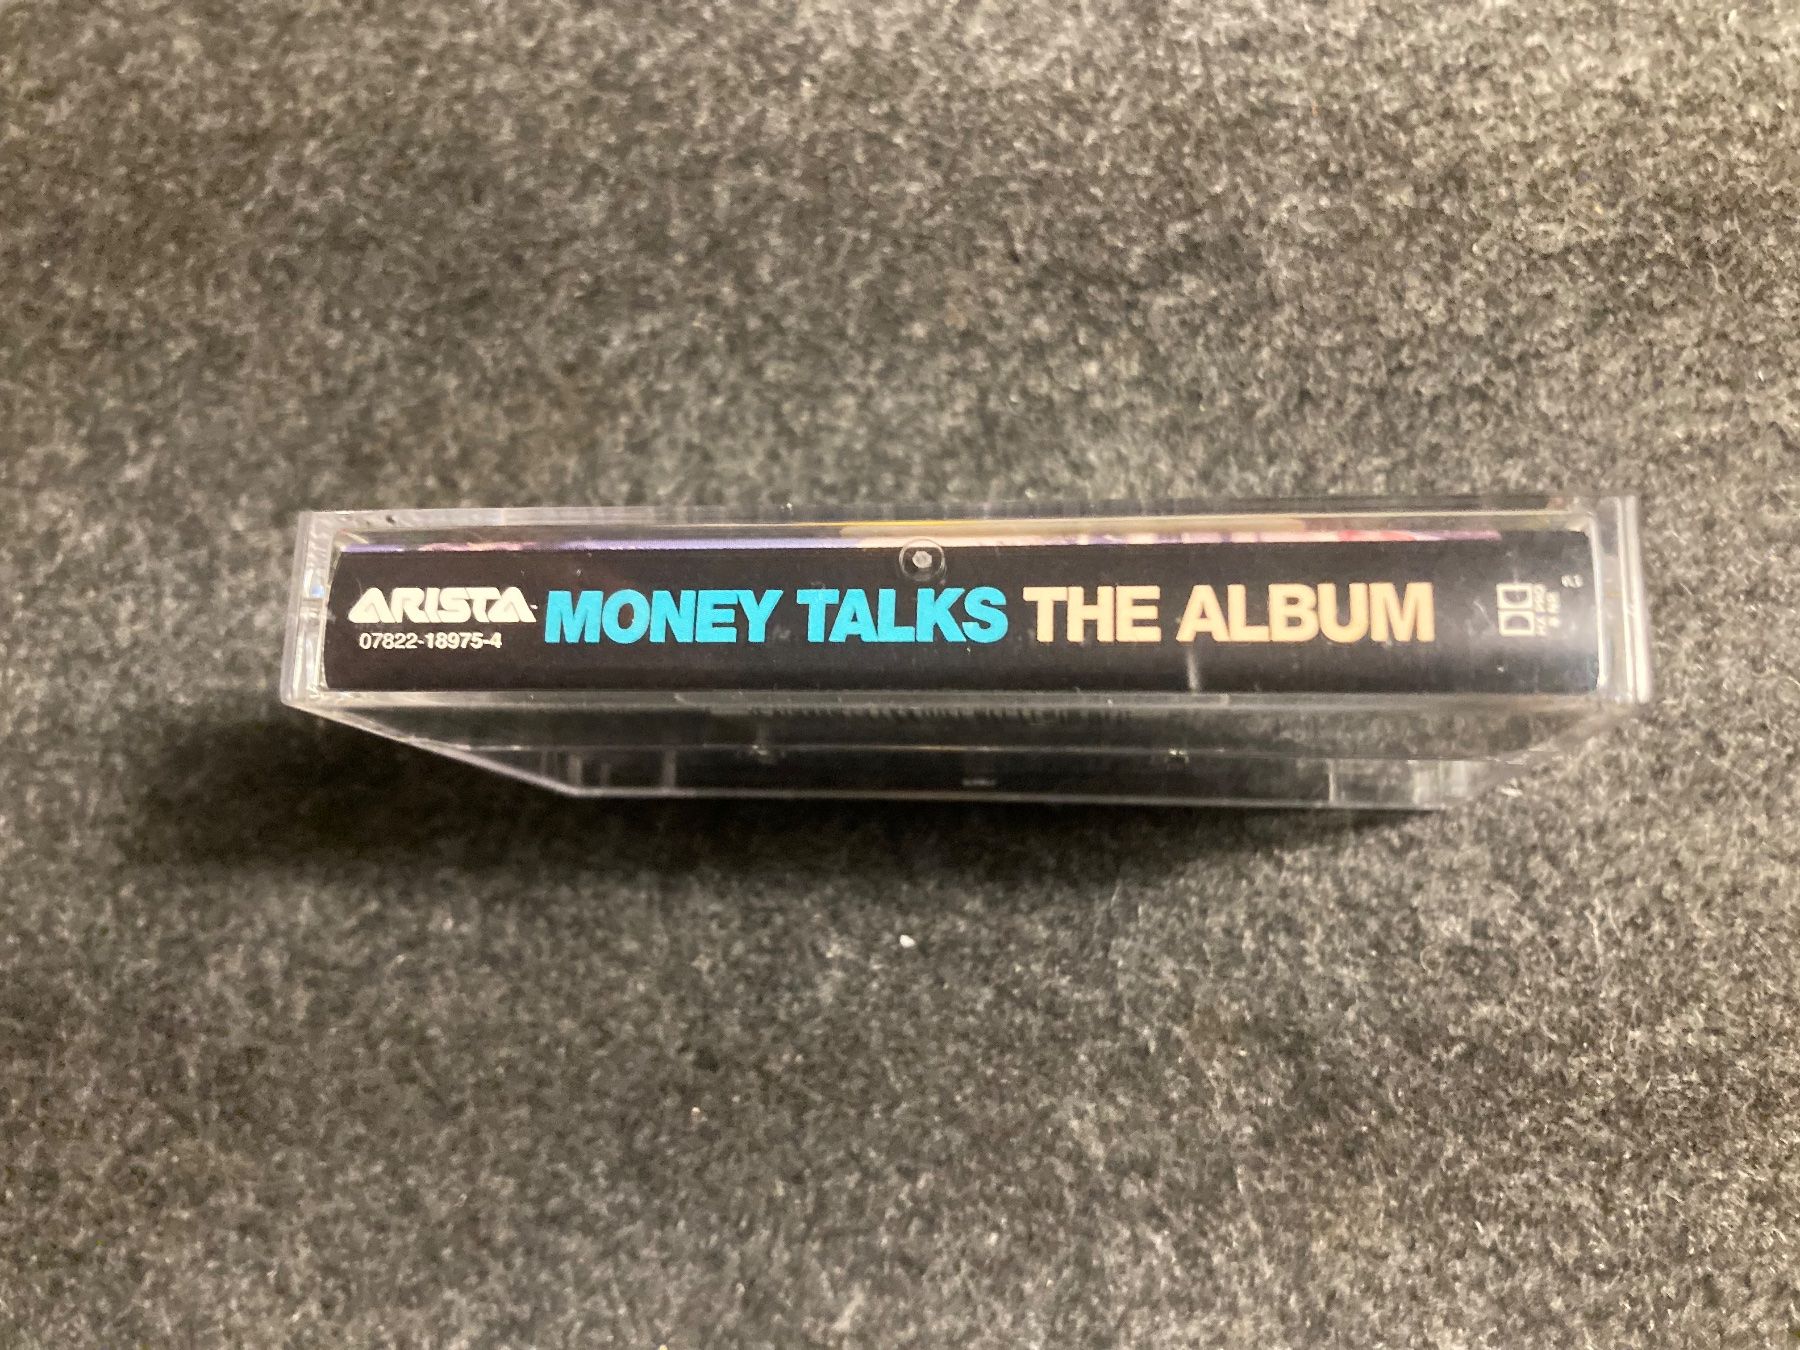 ARISTA
07822-18975-4
MONEY TALKS THE ALBUM